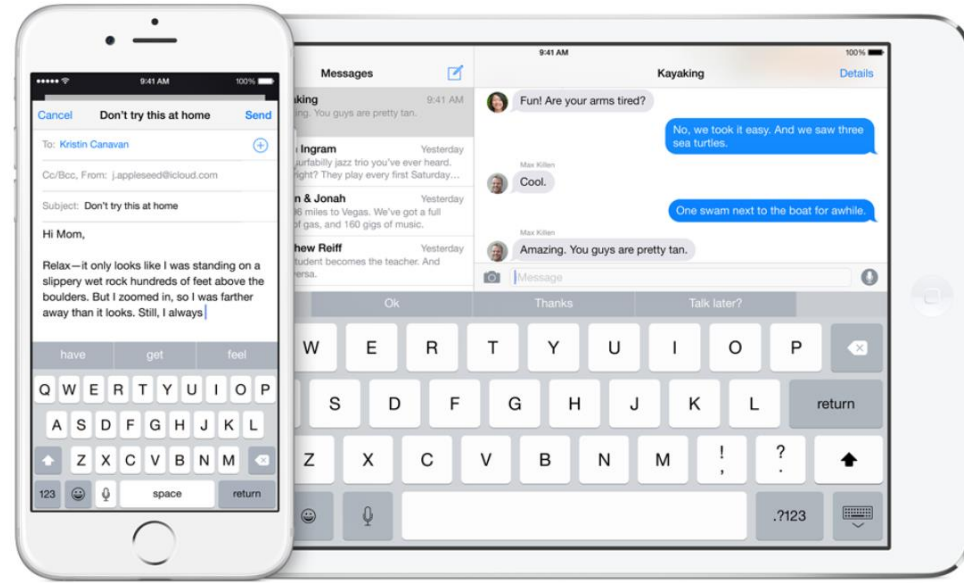 9:41 AM
100%
Cancel
Don't try this at home
Send
To: Kristin Canavan
Cc/Bcc, From: j.appleseed@icloud.com
Subject: Don't try this at home
Hi Mom,
Relax—it only looks like I was standing on a
slippery wet rock hundreds of feet above the
boulders. But I zoomed in, so I was farther
away than it looks. Still, I always
have
get
feel
Q W E R T Y U I O P
A S D F G H J K L
Z X C V B N M
123
space
return
9:41 AM
100%
Messages
9:41 AM
You guys are pretty tan.
Ingram
Yesterday
jazz trio you've ever heard.
They play every first Saturday...
& Jonah
Yesterday
miles to Vegas. We've got a full
of gas, and 160 gigs of music.
Reiff
Yesterday
becomes the teacher. And
Kayaking
Details
Fun! Are your arms tired?
No, we took it easy. And we saw three
sea turtles.
Max Killen
Cool.
One swam next to the boat for awhile.
Max Killen
Amazing. You guys are pretty tan.
Message
Ok
Thanks
Talk later?
W E R T Y U I O P
S D F G H J K L
return
Z X C V B N M ! , ? .
.?123